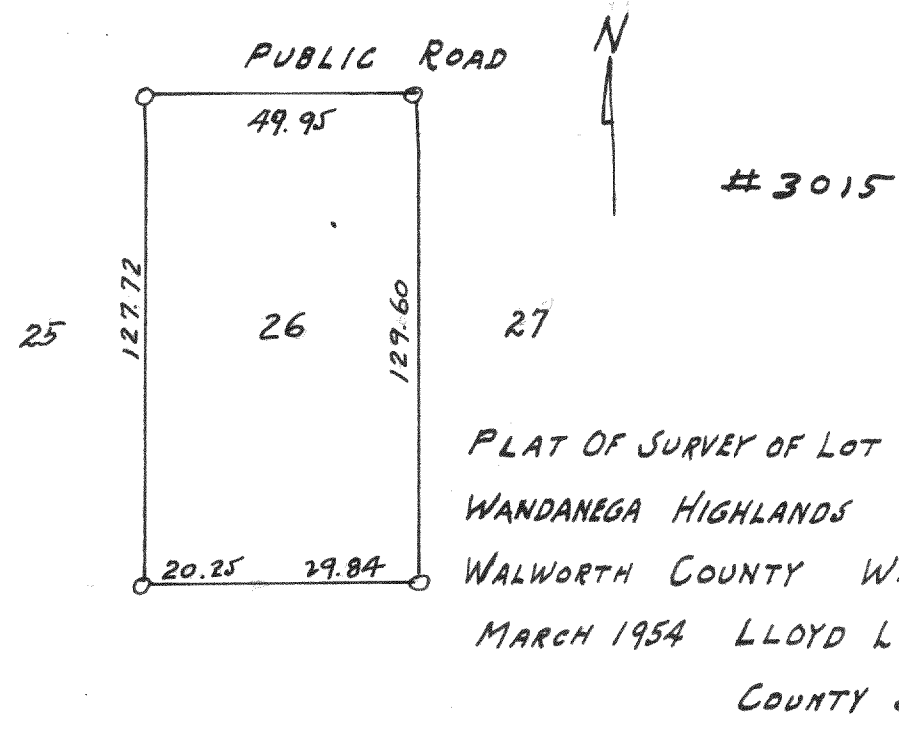 N
PUBLIC ROAD
49.95
#3015
127.72
129.60
25
26
27
PLAT OF SURVEY OF LOT
WANDANEGA HIGHLANDS
20.25 29.84
WALWORTH COUNTY
MARCH 1954 LLOYD L
COUNTY